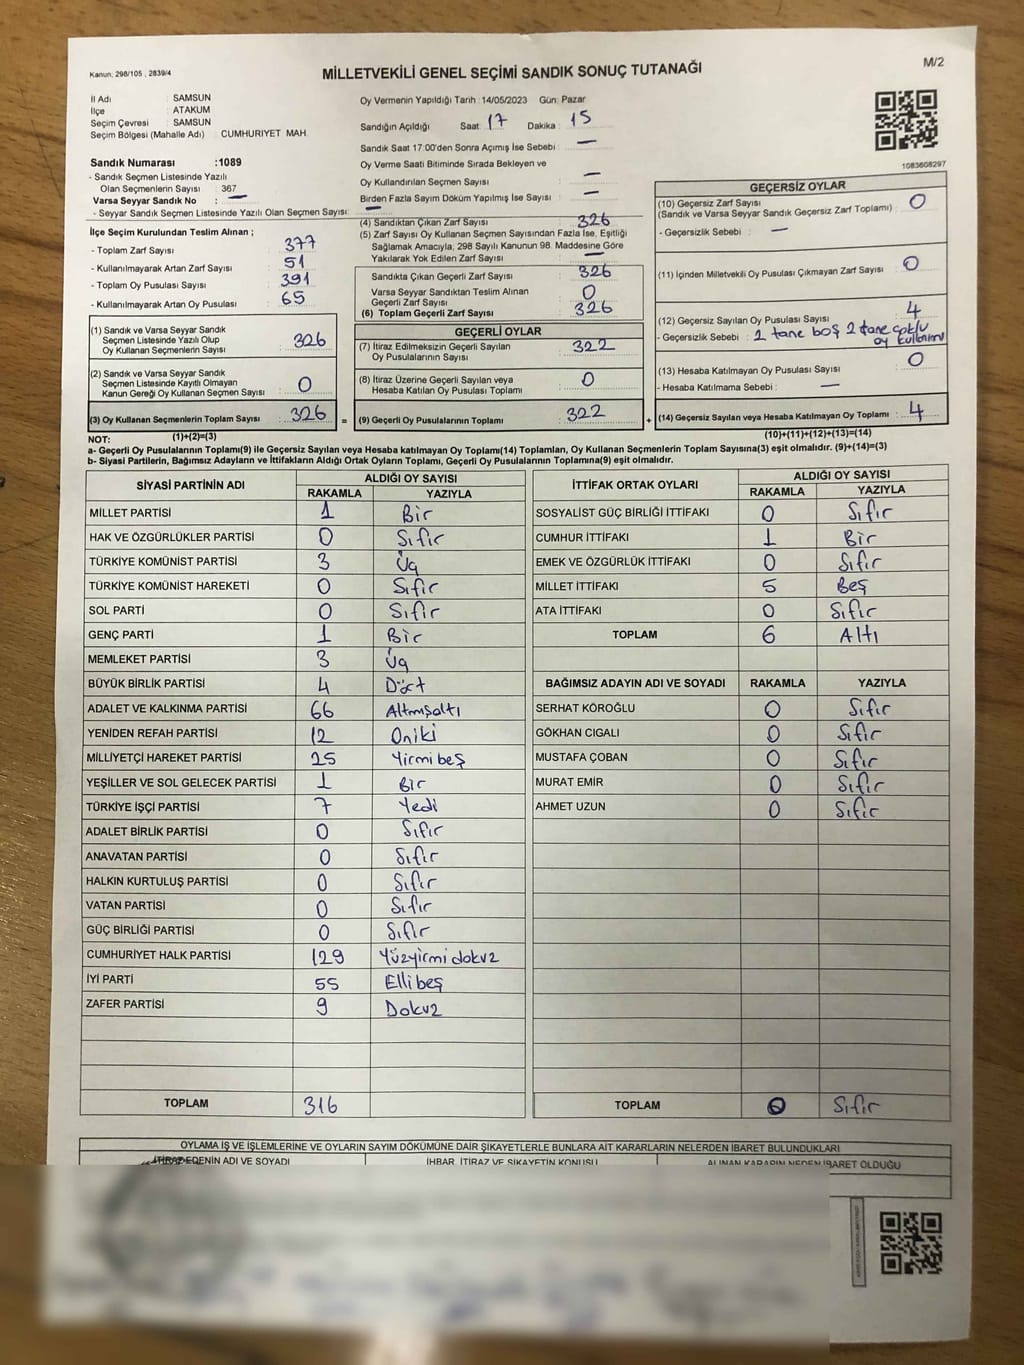 Kanun: 298/105 , 2839/4
MİLLETVEKİLİ GENEL SEÇİMİ SANDIK SONUÇ TUTANAĞI
M/2
İl Adı : SAMSUN
İlçe : ATAKUM
Seçim Çevresi : SAMSUN
Seçim Bölgesi (Mahalle Adı) : CUMHURIYET MAH.
Sandık Numarası :1089
- Sandık Seçmen Listesinde Yazılı
Olan Seçmenlerin Sayısı : 367
Varsa Seyyar Sandık No : —
- Seyyar Sandık Seçmen Listesinde Yazılı Olan Seçmen Sayısı: —
İlçe Seçim Kurulundan Teslim Alınan ;
- Toplam Zarf Sayısı : 377
- Kullanılmayarak Artan Zarf Sayısı : 51
- Toplam Oy Pusulası Sayısı : 391
- Kullanılmayarak Artan Oy Pusulası : 65
(1) Sandık ve Varsa Seyyar Sandık
Seçmen Listesinde Yazılı Olup
Oy Kullanan Seçmenlerin Sayısı : 326
(2) Sandık ve Varsa Seyyar Sandık
Seçmen Listesinde Kayıtlı Olmayan
Kanun Gereği Oy Kullanan Seçmen Sayısı : 0
(3) Oy Kullanan Seçmenlerin Toplam Sayısı : 326 =
Oy Vermenin Yapıldığı Tarih :14/05/2023 Gün: Pazar
Sandığın Açıldığı Saat : 17 Dakika : 15
Sandık Saat 17:00'den Sonra Açımış İse Sebebi : —
Oy Verme Saati Bitiminde Sırada Bekleyen ve
Oy Kullandırılan Seçmen Sayısı : —
Birden Fazla Sayım Döküm Yapılmış İse Sayısı : —
(4) Sandıktan Çıkan Zarf Sayısı : 326
(5) Zarf Sayısı Oy Kullanan Seçmen Sayısından Fazla İse, Eşitliği
Sağlamak Amacıyla, 298 Sayılı Kanunun 98. Maddesine Göre
Yakılarak Yok Edilen Zarf Sayısı : —
Sandıkta Çıkan Geçerli Zarf Sayısı : 326
Varsa Seyyar Sandıktan Teslim Alınan
Geçerli Zarf Sayısı : 0
(6) Toplam Geçerli Zarf Sayısı : 326
GEÇERLİ OYLAR
(7) İtiraz Edilmeksizin Geçerli Sayılan
Oy Pusulalarının Sayısı : 322
(8) İtiraz Üzerine Geçerli Sayılan veya
Hesaba Katılan Oy Pusulası Toplamı : 0
(9) Geçerli Oy Pusulalarının Toplamı : 322 +
1083608297
GEÇERSİZ OYLAR
(10) Geçersiz Zarf Sayısı : 0
(Sandık ve Varsa Seyyar Sandık Geçersiz Zarf Toplamı)
- Geçersizlik Sebebi : —
(11) İçinden Milletvekili Oy Pusulası Çıkmayan Zarf Sayısı : 0
(12) Geçersiz Sayılan Oy Pusulası Sayısı : 4
- Geçersizlik Sebebi : 2 tane boş 2 tane çoklu
oy kullanımı
(13) Hesaba Katılmayan Oy Pusulası Sayısı : 0
- Hesaba Katılmama Sebebi : —
(14) Geçersiz Sayılan veya Hesaba Katılmayan Oy Toplamı : 4
NOT: (1)+(2)=(3) (10)+(11)+(12)+(13)=(14)
a- Geçerli Oy Pusulalarının Toplamı(9) ile Geçersiz Sayılan veya Hesaba katılmayan Oy Toplamı(14) Toplamları, Oy Kullanan Seçmenlerin Toplam Sayısına(3) eşit olmalıdır. (9)+(14)=(3)
b- Siyasi Partilerin, Bağımsız Adayların ve İttifakların Aldığı Ortak Oyların Toplamı, Geçerli Oy Pusulalarının Toplamına(9) eşit olmalıdır.
SİYASİ PARTİNİN ADI ALDIĞI OY SAYISI
RAKAMLA YAZIYLA
MİLLET PARTİSİ 1 Bir
HAK VE ÖZGÜRLÜKLER PARTİSİ 0 Sıfır
TÜRKİYE KOMÜNİST PARTİSİ 3 Üç
TÜRKİYE KOMÜNİST HAREKETİ 0 Sıfır
SOL PARTİ 0 Sıfır
GENÇ PARTİ 1 Bir
MEMLEKET PARTİSİ 3 Üç
BÜYÜK BİRLİK PARTİSİ 4 Dört
ADALET VE KALKINMA PARTİSİ 66 Altmışaltı
YENİDEN REFAH PARTİSİ 12 Oniki
MİLLİYETÇİ HAREKET PARTİSİ 25 Yirmi beş
YEŞİLLER VE SOL GELECEK PARTİSİ 1 Bir
TÜRKİYE İŞÇİ PARTİSİ 7 Yedi
ADALET BİRLİK PARTİSİ 0 Sıfır
ANAVATAN PARTİSİ 0 Sıfır
HALKIN KURTULUŞ PARTİSİ 0 Sıfır
VATAN PARTİSİ 0 Sıfır
GÜÇ BİRLİĞİ PARTİSİ 0 Sıfır
CUMHURİYET HALK PARTİSİ 129 Yüzyirmi dokuz
İYİ PARTİ 55 Elli beş
ZAFER PARTİSİ 9 Dokuz
TOPLAM 316
İTTİFAK ORTAK OYLARI ALDIĞI OY SAYISI
RAKAMLA YAZIYLA
SOSYALİST GÜÇ BİRLİĞİ İTTİFAKI 0 Sıfır
CUMHUR İTTİFAKI 1 Bir
EMEK VE ÖZGÜRLÜK İTTİFAKI 0 Sıfır
MİLLET İTTİFAKI 5 Beş
ATA İTTİFAKI 0 Sıfır
TOPLAM 6 Altı
BAĞIMSIZ ADAYIN ADI VE SOYADI RAKAMLA YAZIYLA
SERHAT KÖROĞLU 0 Sıfır
GÖKHAN CIGALI 0 Sıfır
MUSTAFA ÇOBAN 0 Sıfır
MURAT EMİR 0 Sıfır
AHMET UZUN 0 Sıfır
TOPLAM 0 Sıfır
OYLAMA İŞ VE İŞLEMLERİNE VE OYLARIN SAYIM DÖKÜMÜNE DAİR ŞİKAYETLERLE BUNLARA AİT KARARLARIN NELERDEN İBARET BULUNDUKLARI
İTİRAZ EDENİN ADI VE SOYADI İHBAR, İTİRAZ VE ŞİKAYETİN KONUSU ALINAN KARARIN NEDEN İBARET OLDUĞU